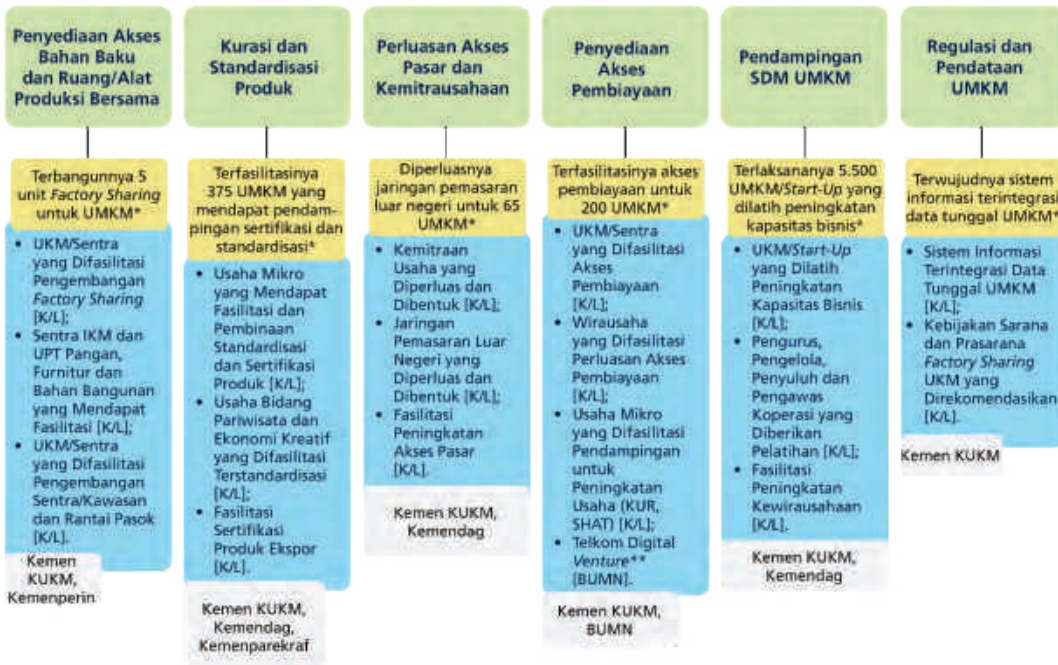 Penyediaan Akses
Bahan Baku
dan Ruang/Alat
Produksi Bersama
Terbangunnya 5
unit Factory Sharing
untuk UMKM*
• UKM/Sentra
yang Difasilitasi
Pengembangan
Factory Sharing
[K/L];
• Sentra IKM dan
UPT Pangan,
Furnitur dan
Bahan Bangunan
yang Mendapat
Fasilitasi [K/L];
• UKM/Sentra
yang Difasilitasi
Pengembangan
Sentra/Kawasan
dan Rantai Pasok
[K/L].
Kemen
KUKM,
Kemenperin
Kurasi dan
Standardisasi
Produk
Terfasilitasinya
375 UMKM yang
mendapat pendam-
pingan sertifikasi dan
standardisasi*
• Usaha Mikro
yang Mendapat
Fasilitasi dan
Pembinaan
Standardisasi
dan Sertifikasi
Produk [K/L];
• Usaha Bidang
Pariwisata dan
Ekonomi Kreatif
yang Difasilitasi
Terstandardisasi
[K/L];
• Fasilitasi
Sertifikasi
Produk Ekspor
[K/L].
Kemen KUKM,
Kemendag,
Kemenparekraf
Perluasan Akses
Pasar dan
Kemitrausahaan
Diperluasnya
jaringan pemasaran
luar negeri untuk 65
UMKM*
• Kemitraan
Usaha yang
Diperluas dan
Dibentuk [K/L];
• Jaringan
Pemasaran Luar
Negeri yang
Diperluas dan
Dibentuk [K/L];
• Fasilitasi
Peningkatan
Akses Pasar
[K/L].
Kemen KUKM,
Kemendag
Penyediaan
Akses
Pembiayaan
Terfasilitasinya akses
pembiayaan untuk
200 UMKM*
• UKM/Sentra
yang Difasilitasi
Akses
Pembiayaan
[K/L];
• Wirausaha
yang Difasilitasi
Perluasan Akses
Pembiayaan
[K/L];
• Usaha Mikro
yang Difasilitasi
Pendampingan
untuk
Peningkatan
Usaha (KUR,
SHAT) [K/L];
• Telkom Digital
Venture**
[BUMN].
Kemen KUKM,
BUMN
Pendampingan
SDM UMKM
Terlaksananya 5.500
UMKM/Start-Up yang
dilatih peningkatan
kapasitas bisnis*
• UKM/Start-Up
yang Dilatih
Peningkatan
Kapasitas Bisnis
[K/L];
• Pengurus,
Pengelola,
Penyuluh dan
Pengawas
Koperasi yang
Diberikan
Pelatihan [K/L];
• Fasilitasi
Peningkatan
Kewirausahaan
[K/L].
Kemen KUKM,
Kemendag
Regulasi dan
Pendataan
UMKM
Terwujudnya sistem
informasi terintegrasi
data tunggal UMKM*
• Sistem Informasi
Terintegrasi Data
Tunggal UMKM
[K/L];
• Kebijakan Sarana
dan Prasarana
Factory Sharing
UKM yang
Direkomendasikan
[K/L].
Kemen KUKM